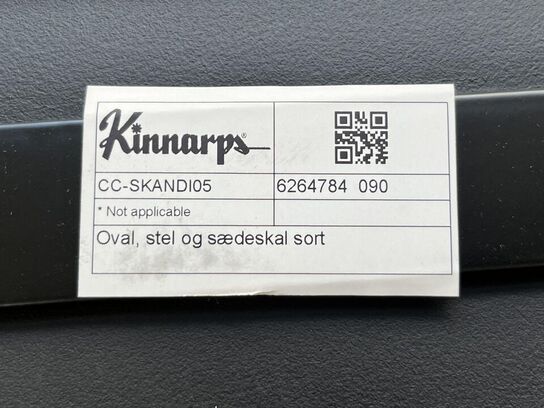 Kinnarps®
CC-SKANDI05 6264784 090
* Not applicable
Oval, stel og sædeskal sort